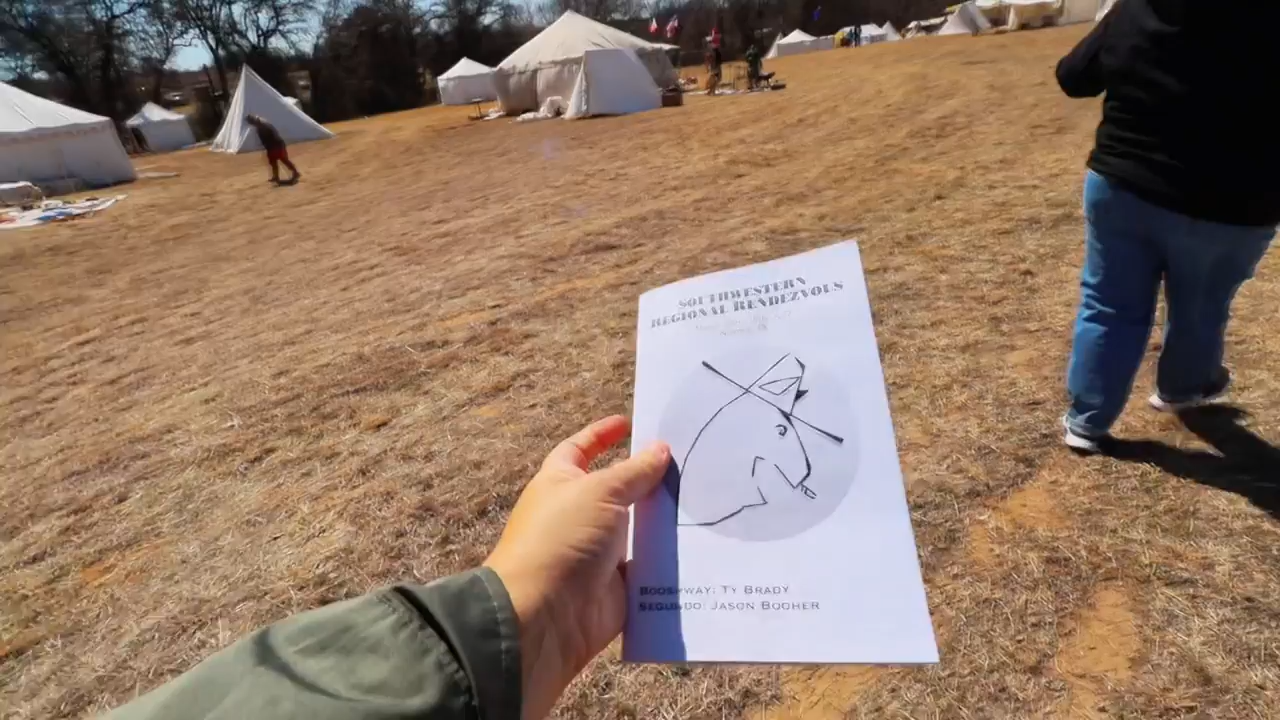 SOUTHWESTERN
REGIONAL RENDEZVOUS
BOOSHWAY: TY BRADY
SEGUNDO: JASON BOOHER